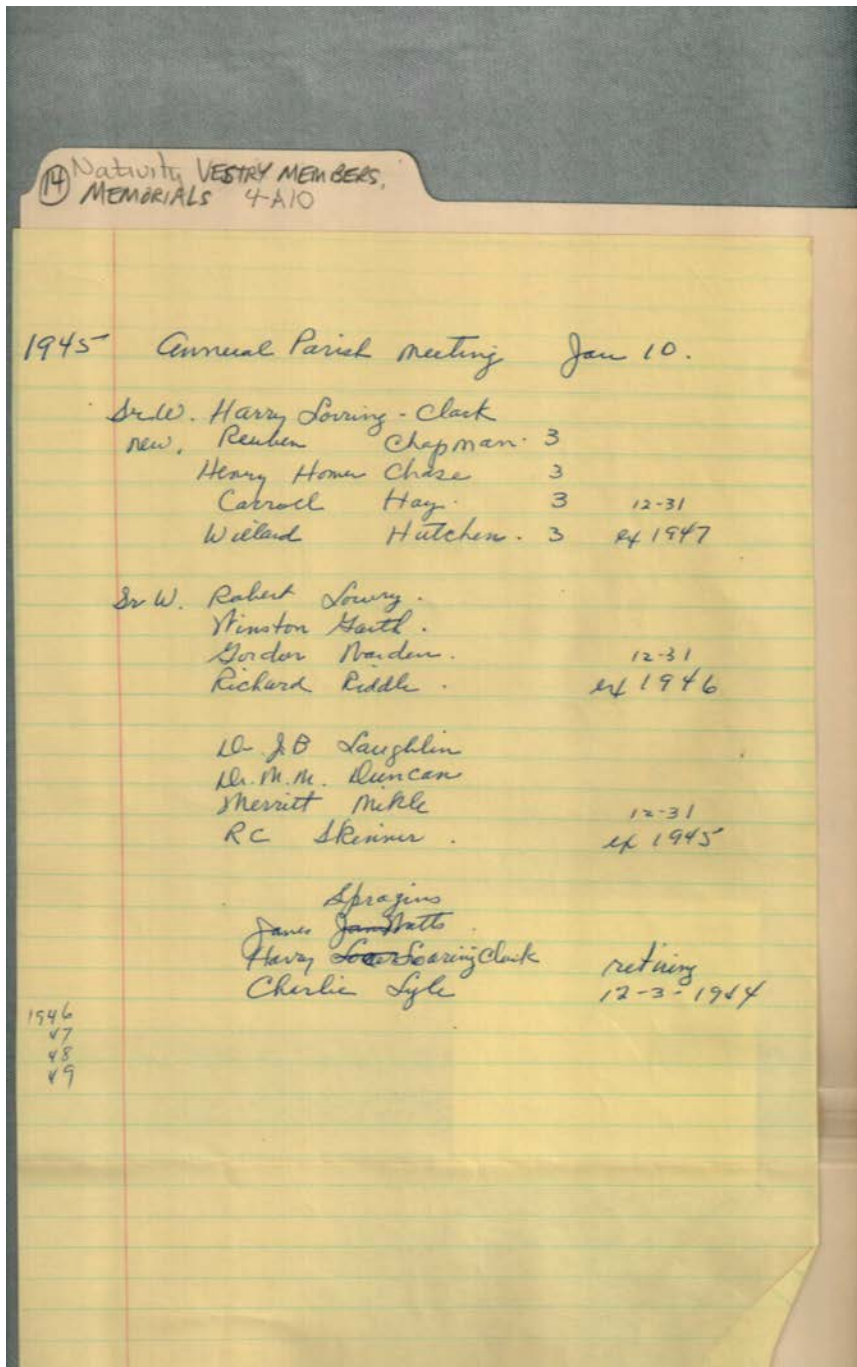 14 Nativity VESTRY MEMBERS,
MEMORIALS 4-A10
1945 Annual Parish Meeting Jan 10.
Sr. W. Harry Loring-Clark
new. Reuben Chapman. 3
Henry Homer Chase 3
Carroll Hay. 3 12-31
Willard Hutchen. 3 ex 1947
Sr W. Robert Lowry.
Winston Garth.
Gordon 12-31
Richard Riddle. ex 1946
Dr. J B Laughlin
Dr. M. M. Duncan
Merritt 12-31
RC Skinner. ex 1945
Spragins
James Watts.
Harry Loaring Clark retiring
Charlie Lyle 12-3-1944
1946
47
48
49